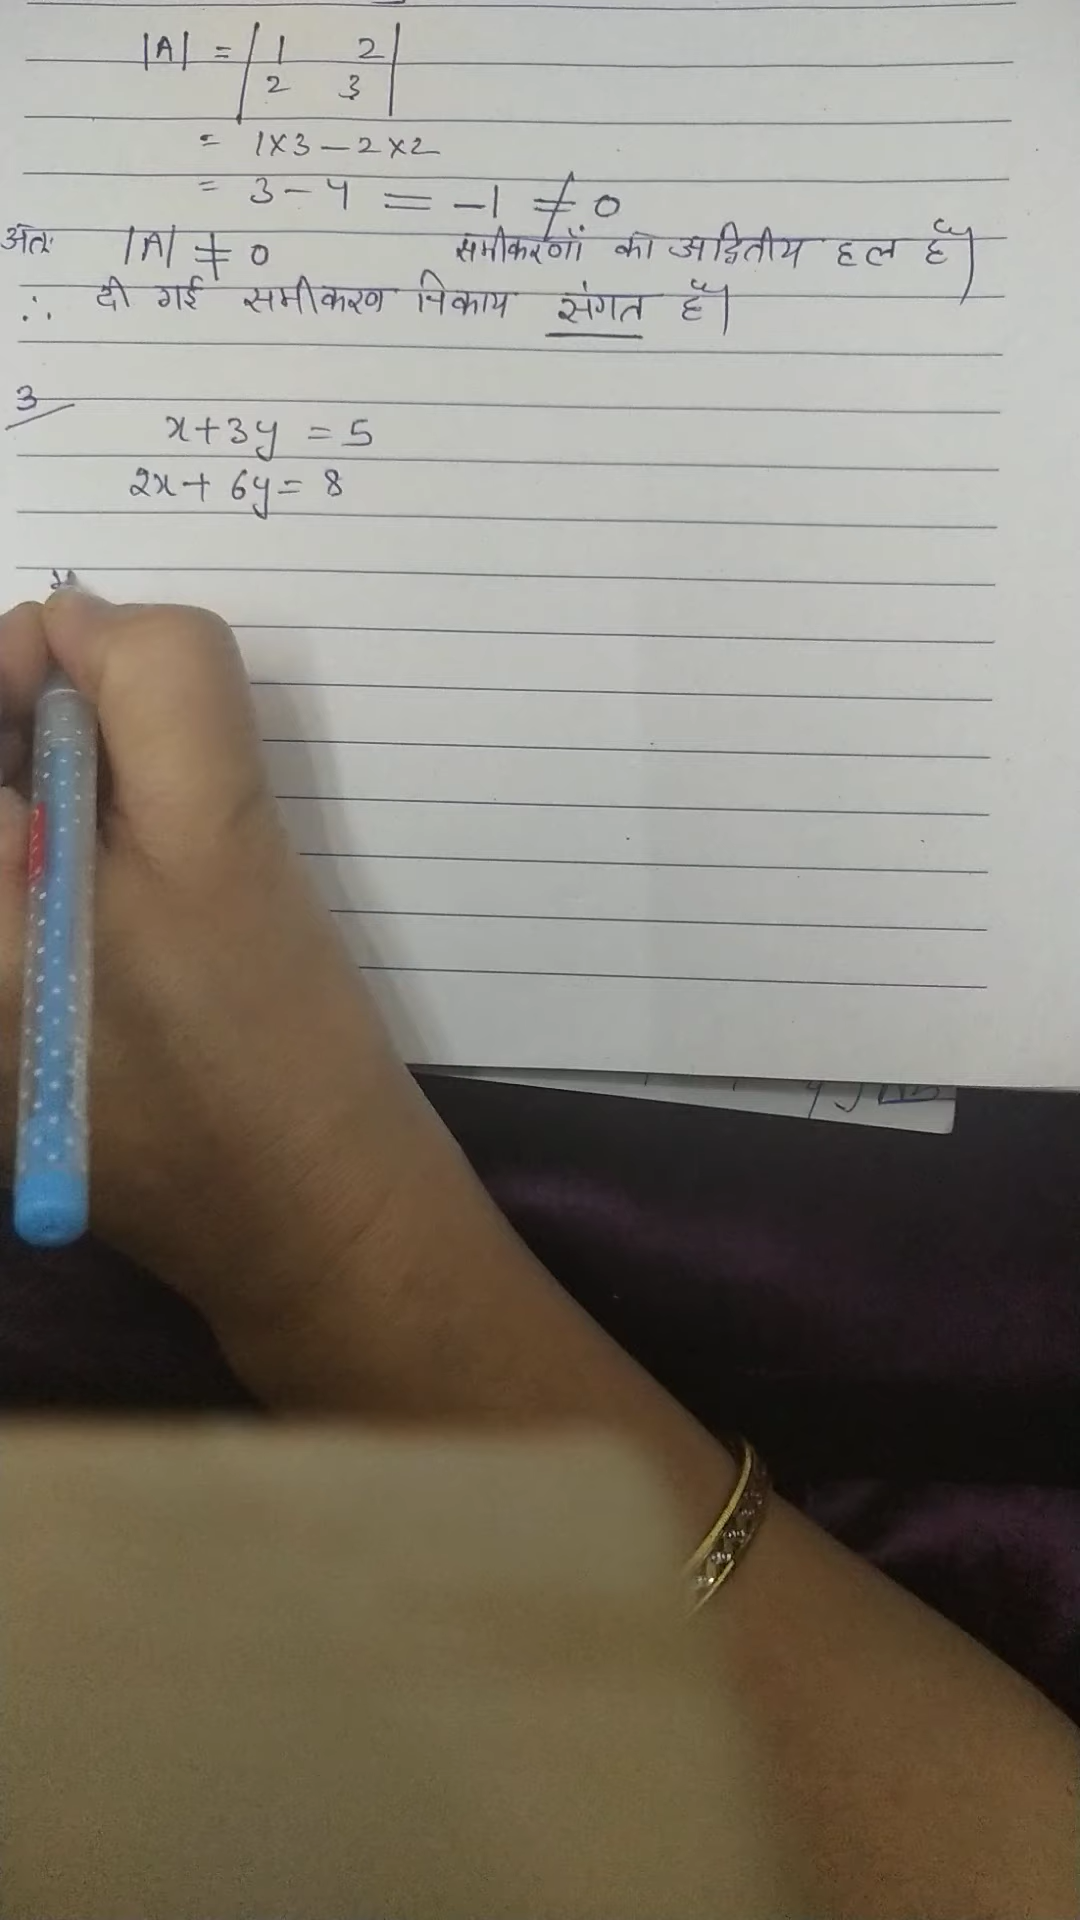 |A| = | 1 2 |
| 2 3 |
= 1×3 – 2×2
= 3 – 4 = –1 ≠ 0
अतः |A| ≠ 0 समीकरणों का अद्वितीय हल है।
∴ दी गई समीकरण निकाय संगत है।
3
x+3y = 5
2x+ 6y = 8